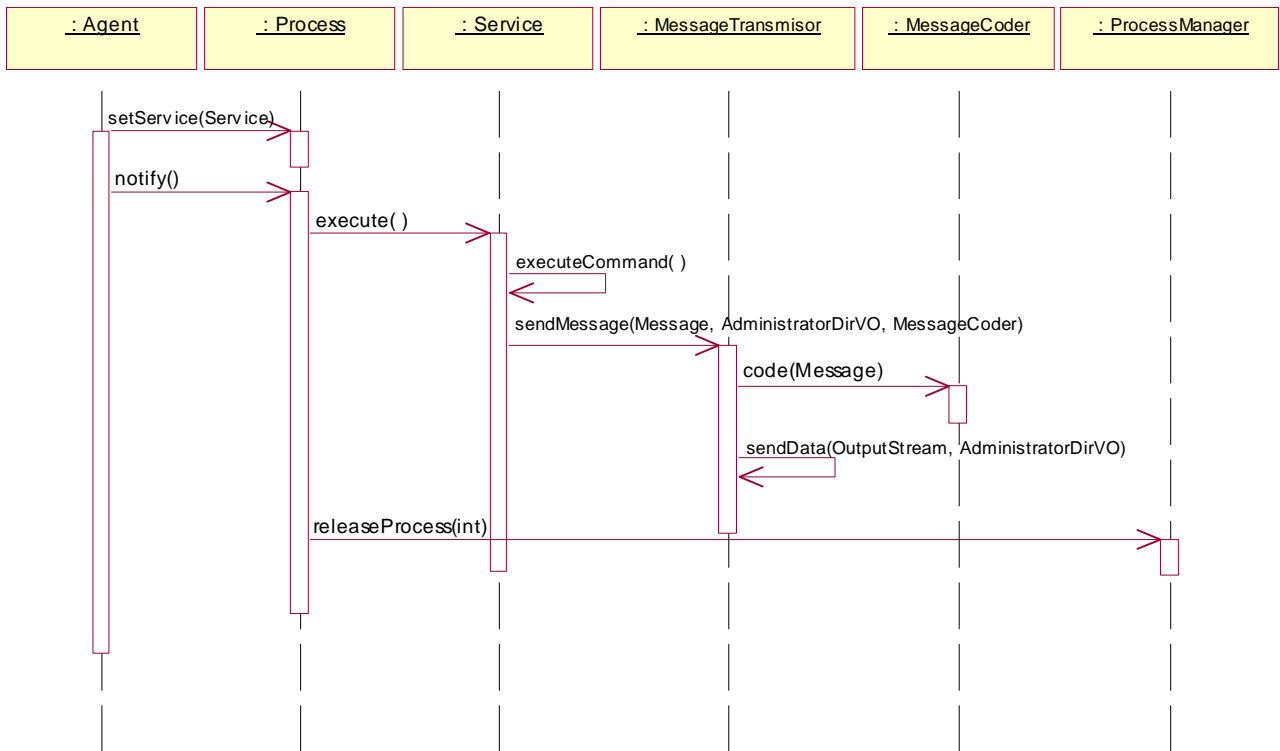 : Agent
: Process
: Service
: MessageTransmisor
: MessageCoder
: ProcessManager
setService(Service)
notify()
execute( )
executeCommand( )
sendMessage(Message, AdministratorDirVO, MessageCoder)
code(Message)
sendData(OutputStream, AdministratorDirVO)
releaseProcess(int)